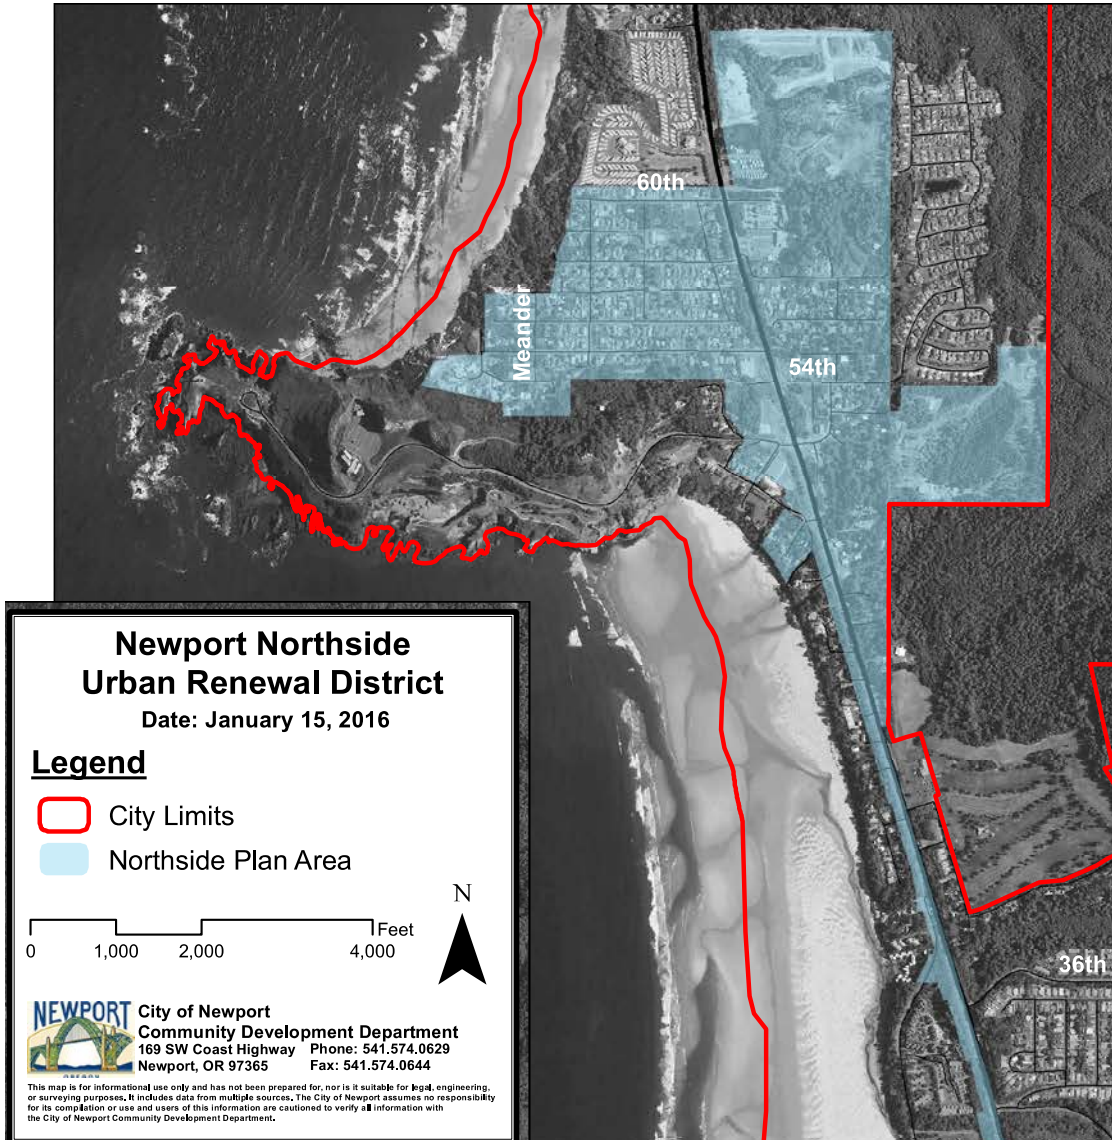 60th
Meander
54th
36th
Newport Northside
Urban Renewal District
Date: January 15, 2016
Legend
City Limits
Northside Plan Area
N
0 1,000 2,000 4,000 Feet
NEWPORT
OREGON
City of Newport
Community Development Department
169 SW Coast Highway Phone: 541.574.0629
Newport, OR 97365 Fax: 541.574.0644
This map is for informational use only and has not been prepared for, nor is it suitable for legal, engineering,
or surveying purposes. It includes data from multiple sources. The City of Newport assumes no responsibility
for its compilation or use and users of this information are cautioned to verify all information with
the City of Newport Community Development Department.